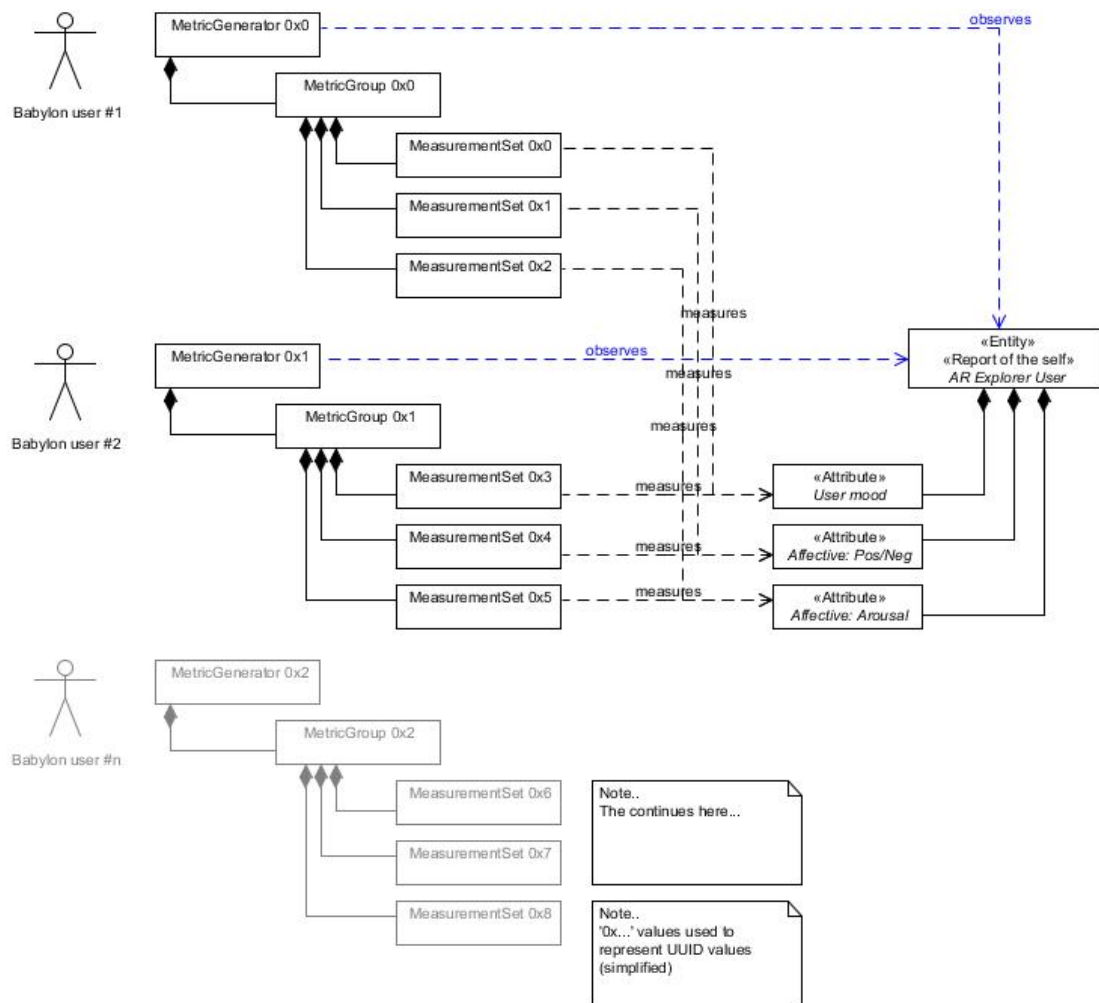 MetricGenerator 0x0
observes
Babylon user #1
MetricGroup 0x0
MeasurementSet 0x0
MeasurementSet 0x1
MeasurementSet 0x2
measures
MetricGenerator 0x1
observes
«Entity»
«Report of the self»
AR Explorer User
Babylon user #2
MetricGroup 0x1
measures
measures
MeasurementSet 0x3
measures
«Attribute»
User mood
MeasurementSet 0x4
measures
«Attribute»
Affective: Pos/Neg
MeasurementSet 0x5
measures
«Attribute»
Affective: Arousal
MetricGenerator 0x2
Babylon user #n
MetricGroup 0x2
MeasurementSet 0x6
MeasurementSet 0x7
MeasurementSet 0x8
Note..
The continues here...
Note..
'0x...' values used to
represent UUID values
(simplified)